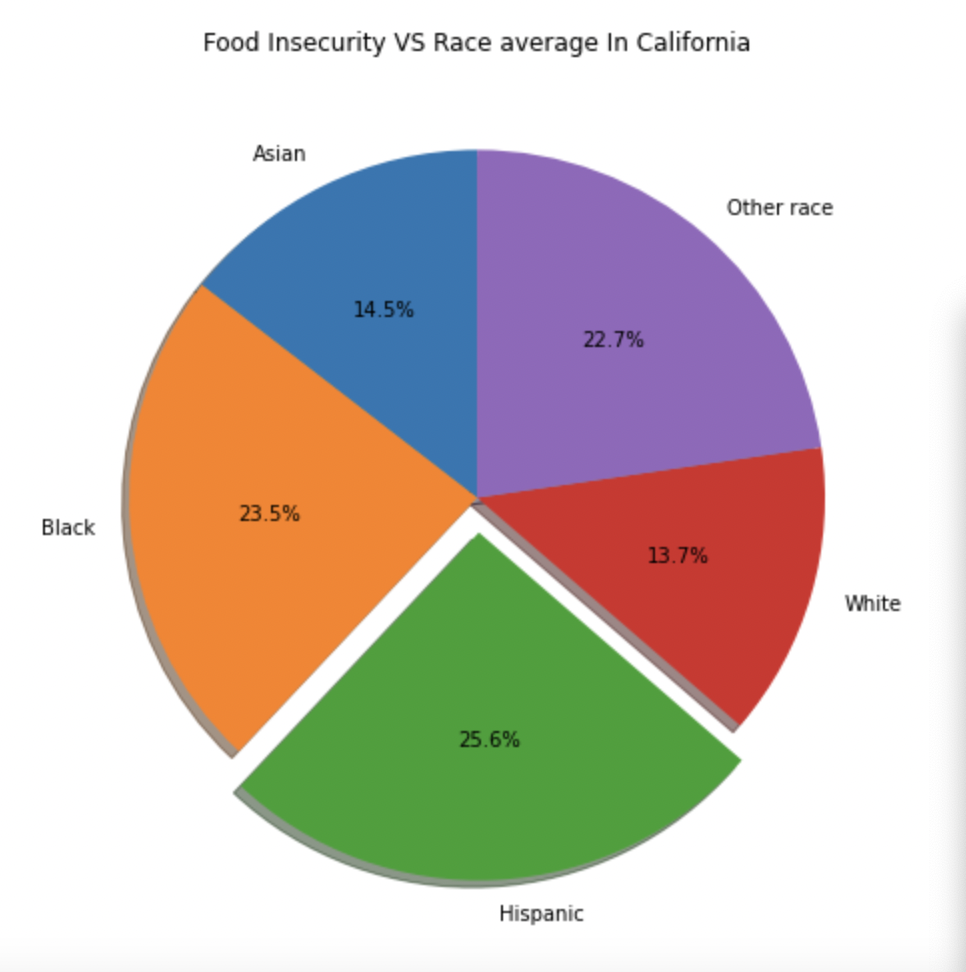 Food Insecurity VS Race average In California
Asian
Other race
14.5%
22.7%
Black
23.5%
13.7%
White
25.6%
Hispanic